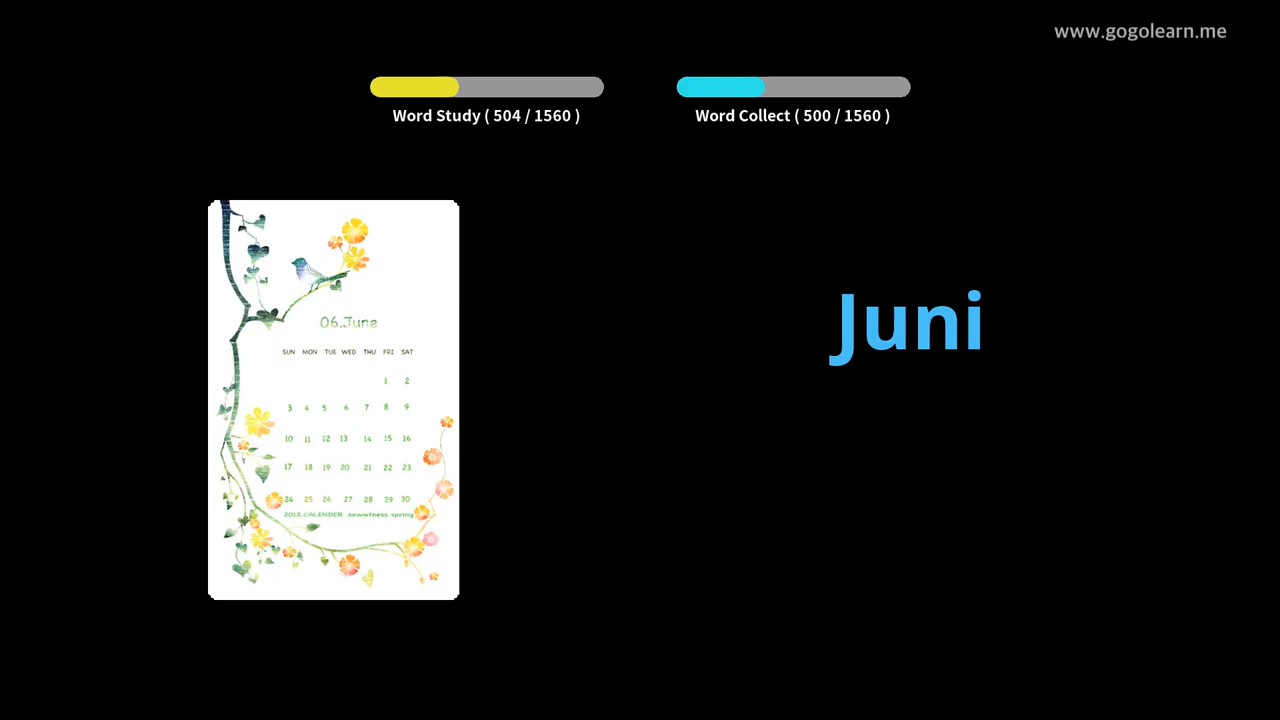 www.gogolearn.me
Word Study ( 504 / 1560 )
Word Collect ( 500 / 1560 )
06.June
SUN MON TUE WED THU FRI SAT
1 2
3 4 5 6 7 8 9
10 11 12 13 14 15 16
17 18 19 20 21 22 23
24 25 26 27 28 29 30
2012.CALENDER .sewwtness spring
Juni